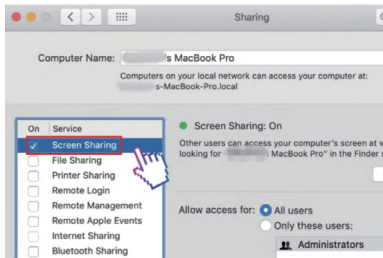 Sharing
Computer Name: 's MacBook Pro
Computers on your local network can access your computer at:
s-MacBook-Pro.local
On Service
Screen Sharing
File Sharing
Printer Sharing
Remote Login
Remote Management
Remote Apple Events
Internet Sharing
Bluetooth Sharing
Screen Sharing: On
Other users can access your computer's screen at
looking for MacBook Pro" in the Finder
Allow access for: All users
Only these users:
Administrators